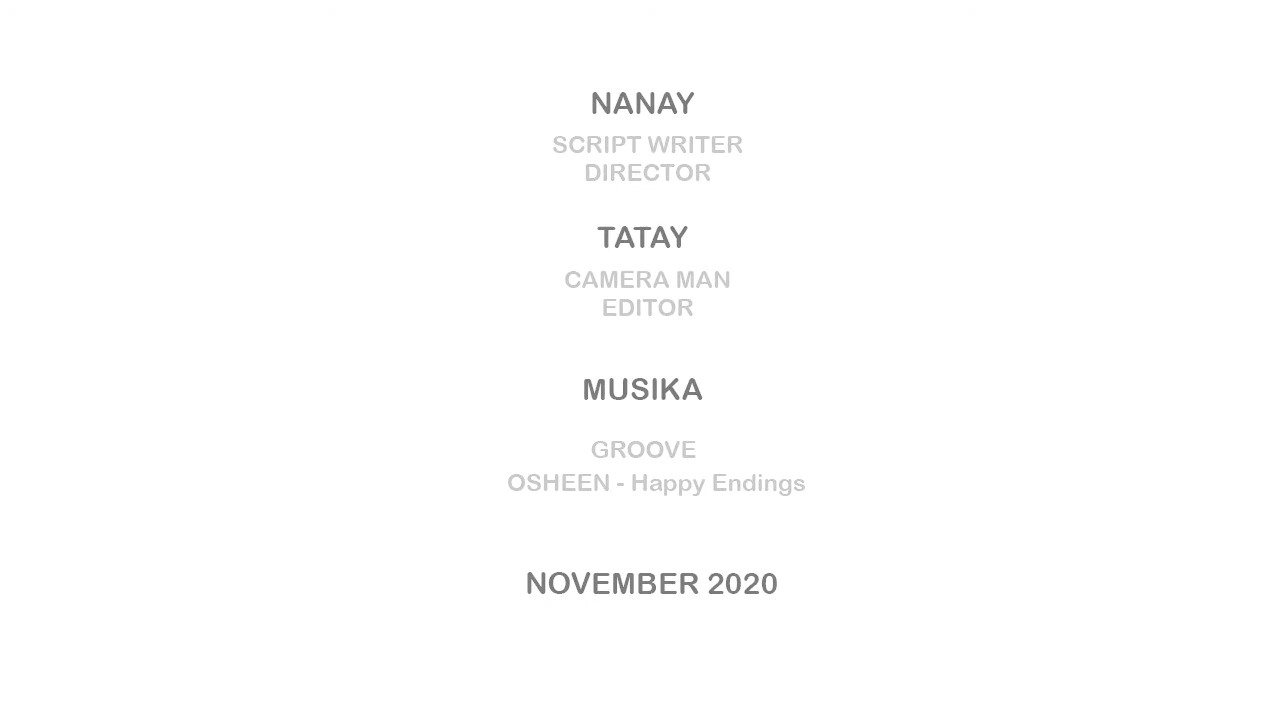 NANAY
SCRIPT WRITER
DIRECTOR
TATAY
CAMERA MAN
EDITOR
MUSIKA
GROOVE
OSHEEN - Happy Endings
NOVEMBER 2020